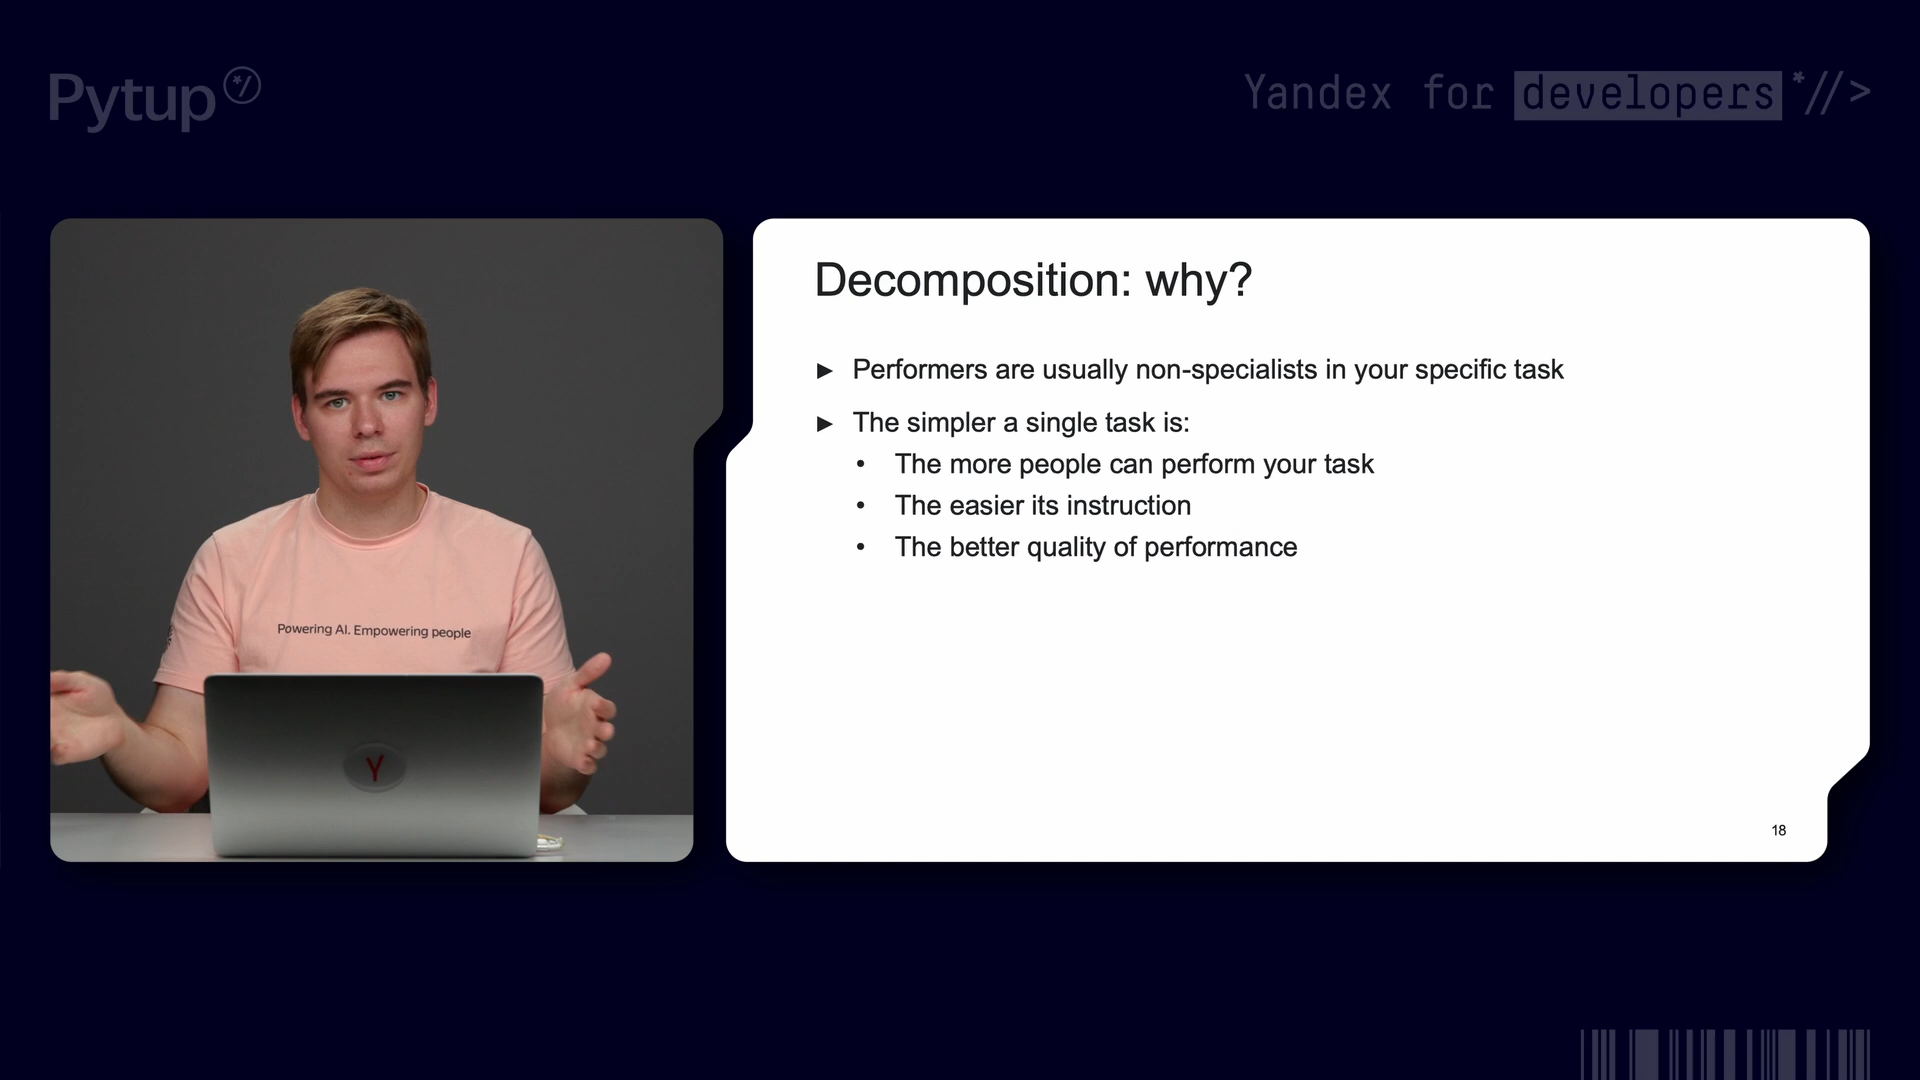 Pytup */
Yandex for developers *//>
Decomposition: why?
► Performers are usually non-specialists in your specific task
► The simpler a single task is:
• The more people can perform your task
• The easier its instruction
• The better quality of performance
18
Powering AI. Empowering people
Y